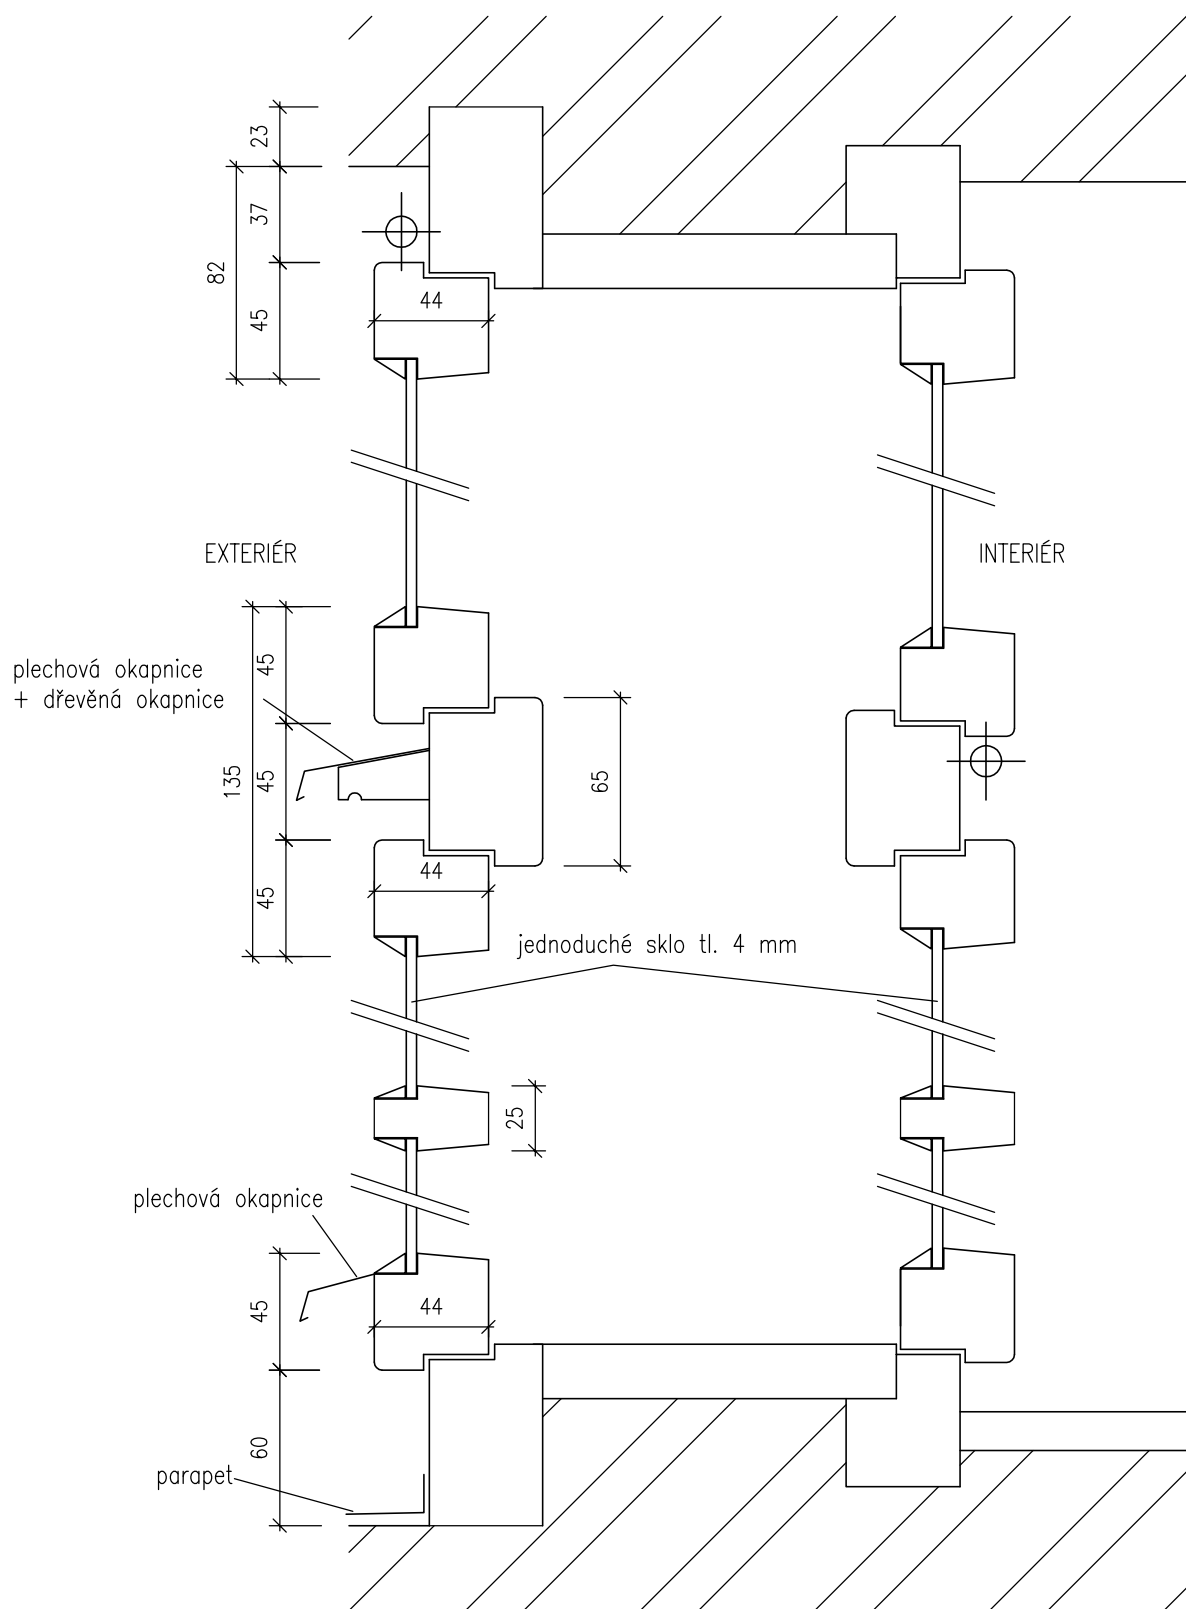 23
37
82
45
44
EXTERIÉR
INTERIÉR
plechová okapnice
+ dřevěná okapnice
45
135
45
65
45
44
jednoduché sklo tl. 4 mm
25
plechová okapnice
45
44
60
parapet